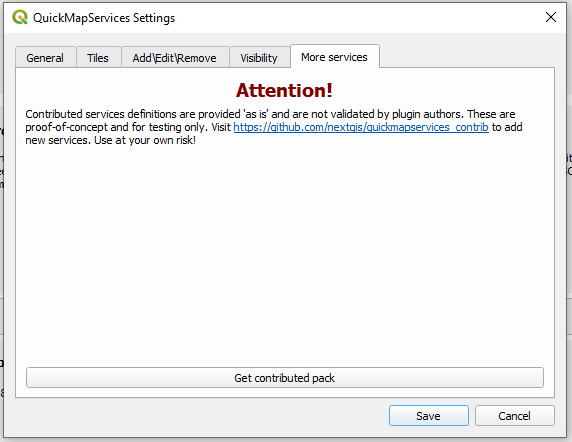 QuickMapServices Settings
General Tiles Add\Edit\Remove Visibility More services
Attention!
Contributed services definitions are provided 'as is' and are not validated by plugin authors. These are
proof-of-concept and for testing only. Visit https://github.com/nextgis/quickmapservices_contrib to add
new services. Use at your own risk!
Get contributed pack
Save Cancel